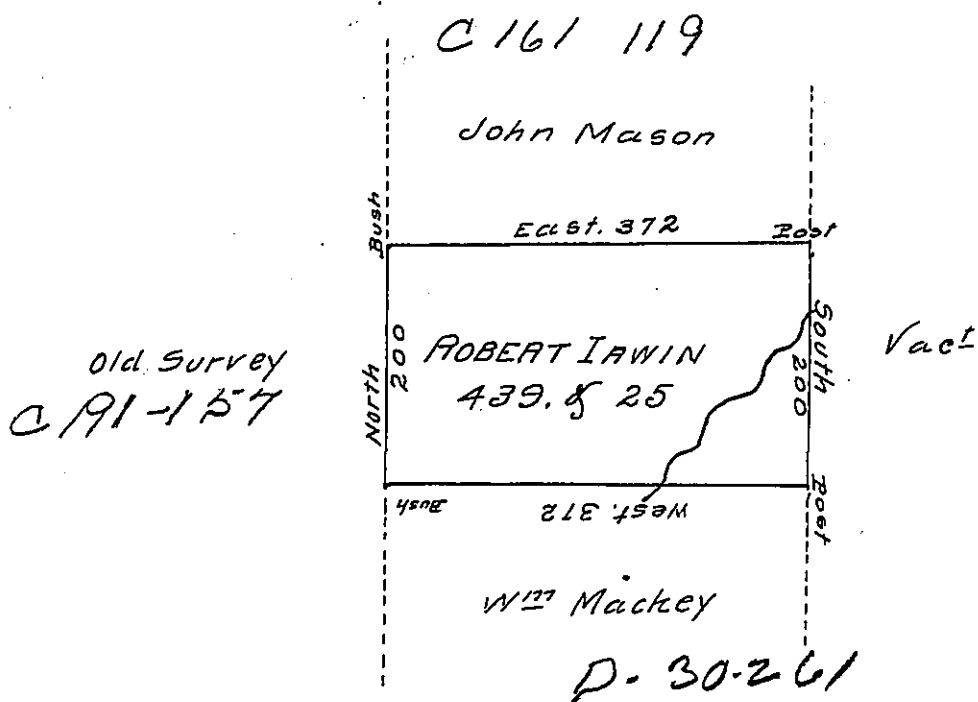 C 161 119
John Mason
Bush
East. 372
Post
North
200
ROBERT IRWIN
439. & 25
South
200
Vact
Old Survey
C 191-157
Bush
West. 372
Post
Wm Mackey
D. 30-261